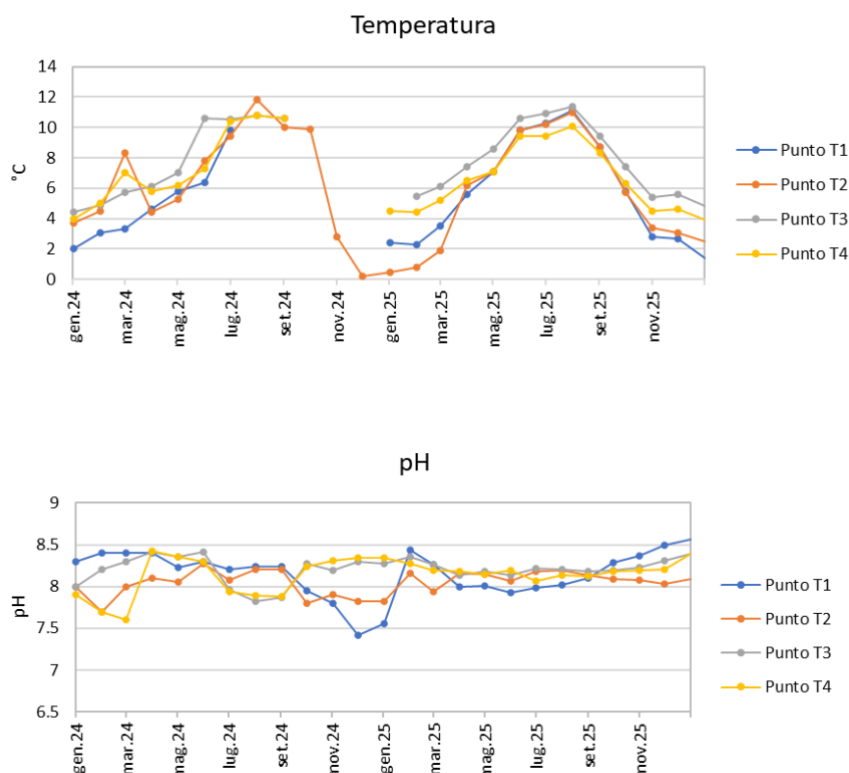 Temperatura
14
12
10
8
6
4
2
0
°C
gen.24
mar.24
mag.24
lug.24
set.24
nov.24
gen.25
mar.25
mag.25
lug.25
set.25
nov.25
Punto T1
Punto T2
Punto T3
Punto T4
pH
9
8.5
8
7.5
7
6.5
pH
gen.24
mar.24
mag.24
lug.24
set.24
nov.24
gen.25
mar.25
mag.25
lug.25
set.25
nov.25
Punto T1
Punto T2
Punto T3
Punto T4